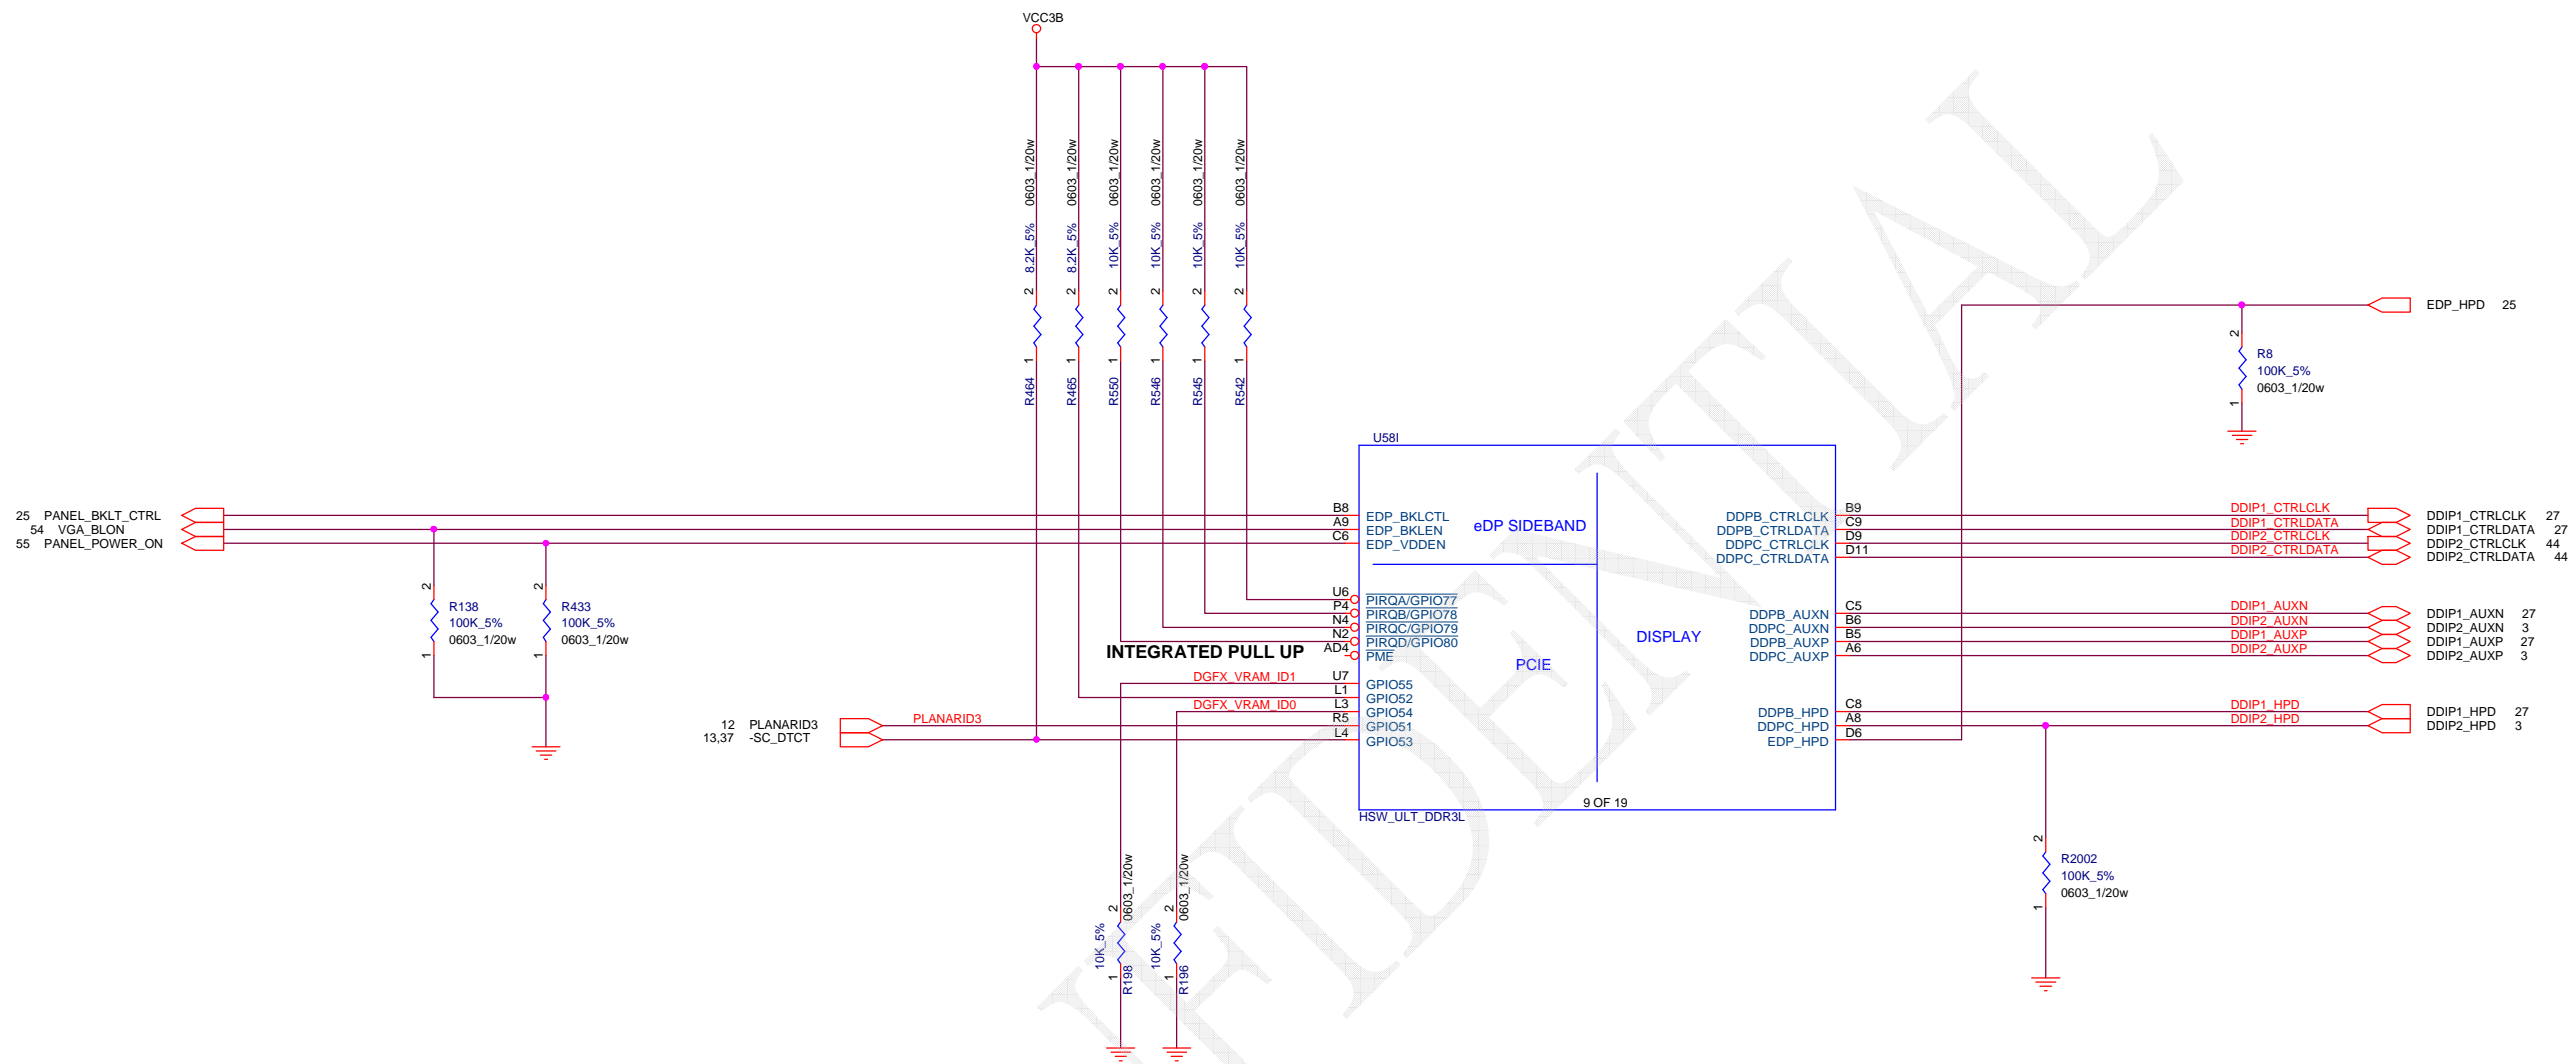 VCC3B
0603_1/20w
0603_1/20w
0603_1/20w
0603_1/20w
0603_1/20w
0603_1/20w
8.2K_5%
8.2K_5%
10K_5%
10K_5%
10K_5%
10K_5%
2
2
2
2
2
2
1
1
1
1
1
1
R464
R465
R550
R546
R545
R542
EDP_HPD 25
2
R8
100K_5%
0603_1/20w
1
U58I
25 PANEL_BKLT_CTRL
54 VGA_BLON
55 PANEL_POWER_ON
B8 EDP_BKLCTL
A9 EDP_BKLEN
C6 EDP_VDDEN
eDP SIDEBAND
DDPB_CTRLCLK B9 DDIP1_CTRLCLK DDIP1_CTRLCLK 27
DDPB_CTRLDATA C9 DDIP1_CTRLDATA DDIP1_CTRLDATA 27
DDPC_CTRLCLK D9 DDIP2_CTRLCLK DDIP2_CTRLCLK 44
DDPC_CTRLDATA D11 DDIP2_CTRLDATA DDIP2_CTRLDATA 44
2
R138
100K_5%
0603_1/20w
1
2
R433
100K_5%
0603_1/20w
1
U6 PIRQA/GPIO77
P4 PIRQB/GPIO78
N4 PIRQC/GPIO79
N2 PIRQD/GPIO80
INTEGRATED PULL UP AD4 PME
DISPLAY
PCIE
DDPB_AUXN C5 DDIP1_AUXN DDIP1_AUXN 27
DDPC_AUXN B6 DDIP2_AUXN DDIP2_AUXN 3
DDPB_AUXP B5 DDIP1_AUXP DDIP1_AUXP 27
DDPC_AUXP A6 DDIP2_AUXP DDIP2_AUXP 3
DGFX_VRAM_ID1 U7 GPIO55
L1 GPIO52
DGFX_VRAM_ID0 L3 GPIO54
12 PLANARID3 PLANARID3 R5 GPIO51
13,37 -SC_DTCT L4 GPIO53
DDPB_HPD C8 DDIP1_HPD DDIP1_HPD 27
DDPC_HPD A8 DDIP2_HPD DDIP2_HPD 3
EDP_HPD D6
9 OF 19
HSW_ULT_DDR3L
2
R2002
100K_5%
0603_1/20w
1
0603_1/20w
2
10K_5%
1
R198
0603_1/20w
2
10K_5%
1
R196
FIDENTIAL